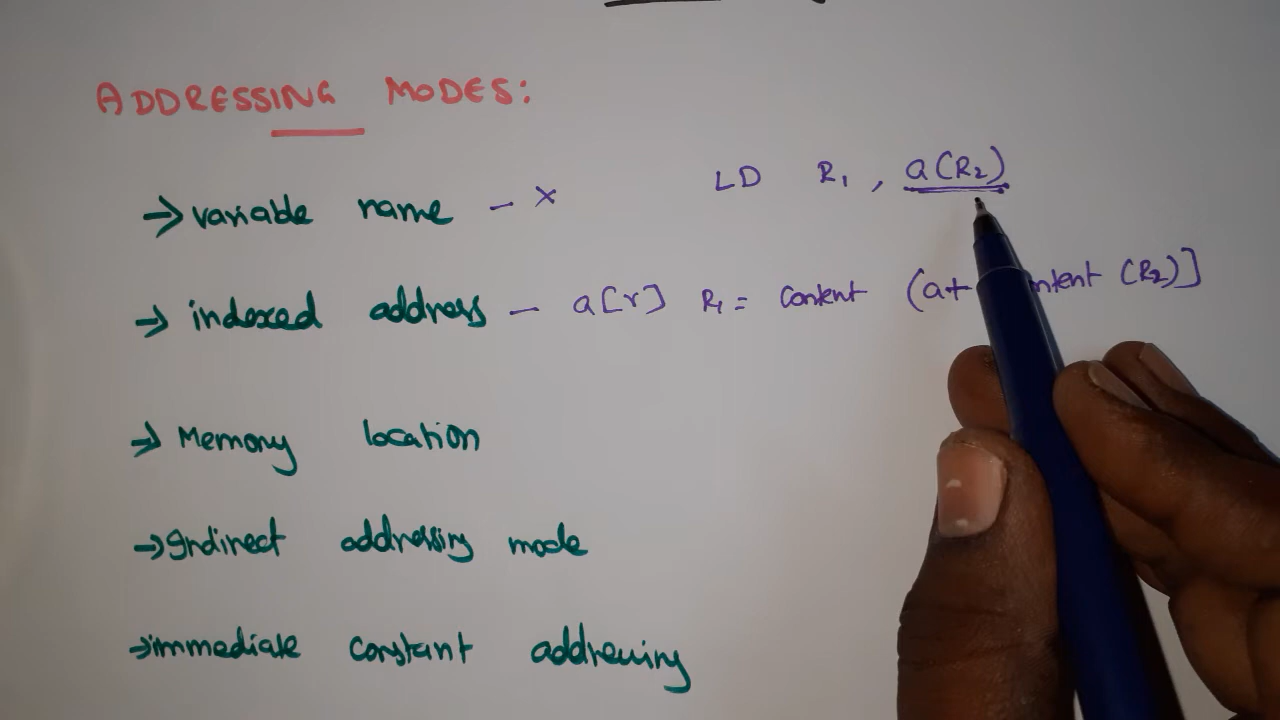 ADDRESSING MODES:
→ variable name - x
LD R1, a(R2)
→ indexed address - a[r] R1 = Content (a+ ntent (R2)]
→ Memory location
→ Indirect addressing mode
→ immediate constant addressing